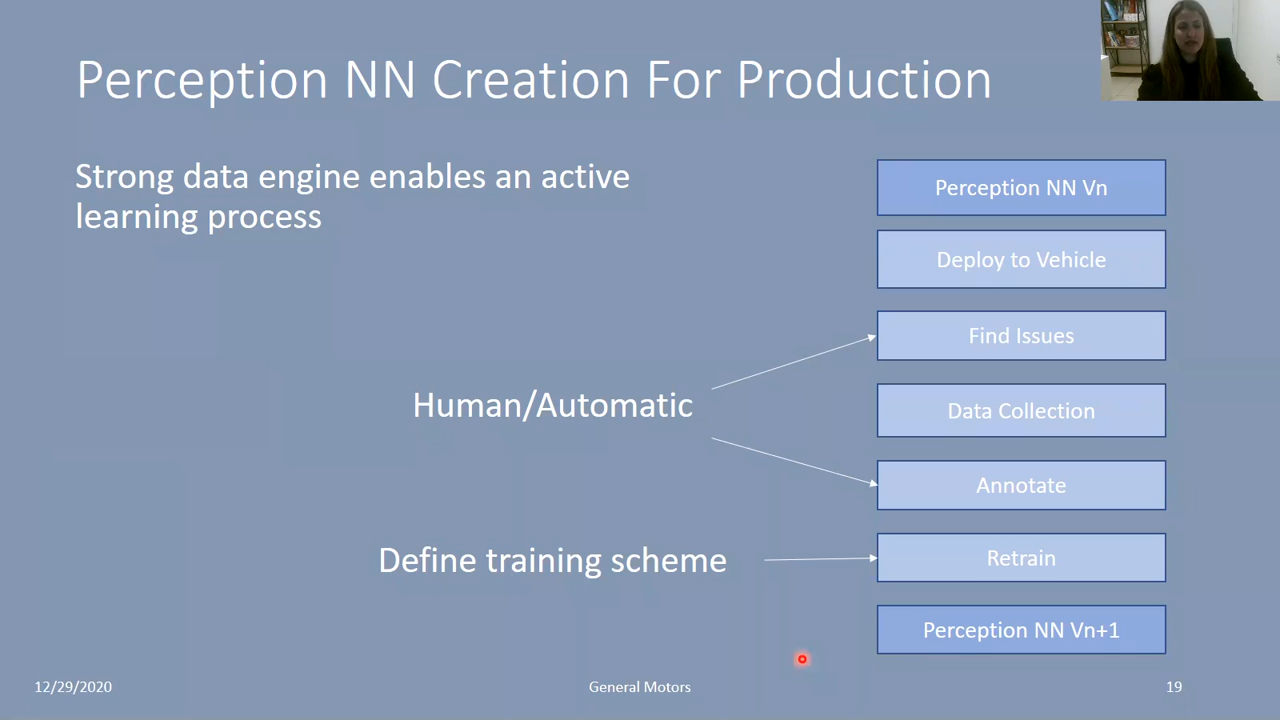 Perception NN Creation For Production
Strong data engine enables an active
learning process
Perception NN Vn
Deploy to Vehicle
Find Issues
Human/Automatic
Data Collection
Annotate
Define training scheme
Retrain
Perception NN Vn+1
12/29/2020
General Motors
19